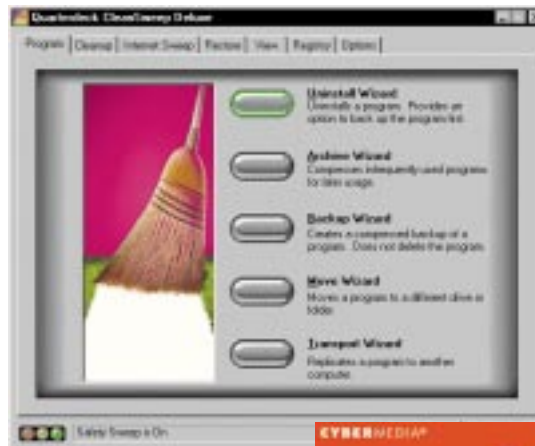 Quarterdeck CleanSweep Deluxe
Program Cleanup Internet Sweep Restore View Registry Options
Uninstall Wizard
Uninstalls a program. Provides an
option to back up the program first.
Archive Wizard
Compresses infrequently used programs
for later usage.
Backup Wizard
Creates a compressed backup of a
program. Does not delete the program.
Move Wizard
Moves a program to a different drive or
folder.
Transport Wizard
Replicates a program to another
computer.
Safety Sweep is On
CYBERMEDIA®